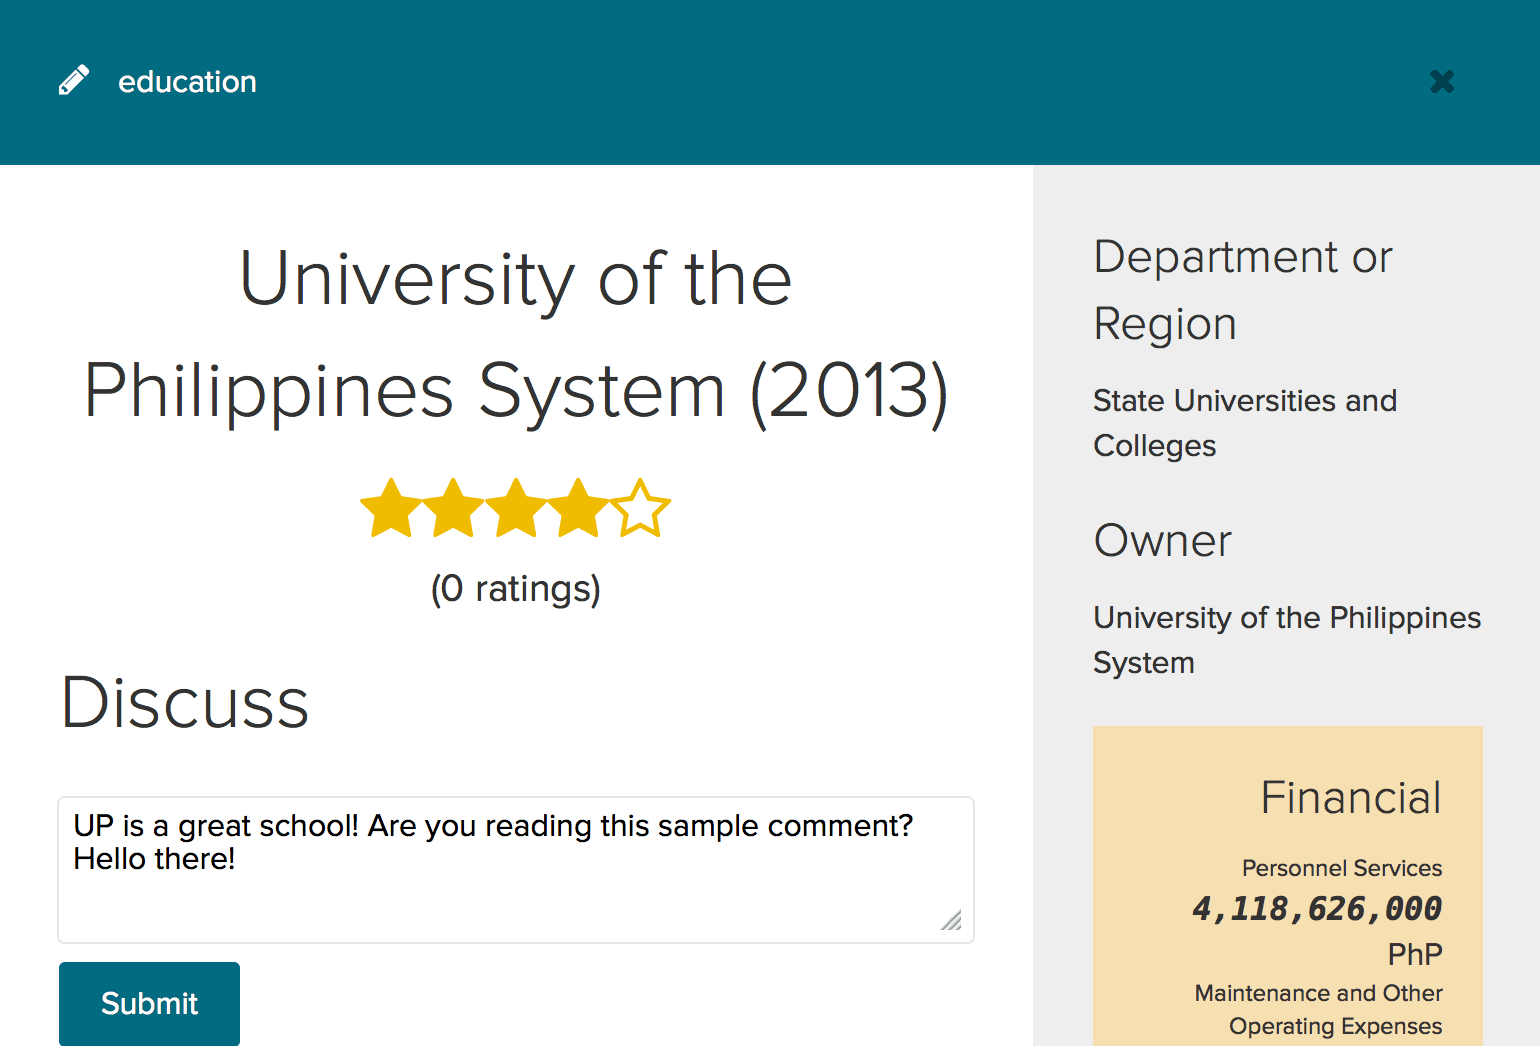 education
University of the
Philippines System (2013)
(0 ratings)
Discuss
UP is a great school! Are you reading this sample comment?
Hello there!
Submit
Department or
Region
State Universities and
Colleges
Owner
University of the Philippines
System
Financial
Personnel Services
4,118,626,000
PhP
Maintenance and Other
Operating Expenses